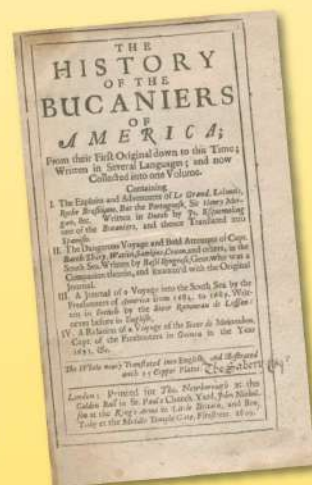 THE
HISTORY
OF THE
BUCANIERS
OF
AMERICA;
From their First Original down to this Time;
Written in Several Languages; and now
Collected into one Volume.
Containing
I. The Exploits and Adventures of Le Grand, Lolonois,
Roche Brasiliano, Bat the Portuguese, Sir Henry Mor-
gan, &c. Written in Dutch by Jo. Esquemeling
one of the Bucaniers, and thence Translated into
Spanish.
II. The Dangerous Voyage and Bold Attempts of Capt.
Barth. Sharp, Watlin, Sawkins, Coxon, and others, in the
South Sea. Written by Basil Ringrose, Gent. who was a
Companion therein, and examin'd with the Original
Journal.
III. A Journal of a Voyage into the South Sea by the
Freebooters of America from 1684, to 1689. Writ-
ten in French by the Sieur Raveneau de Lussan:
never before in English.
IV. A Relation of a Voyage of the Sieur de Montauban,
Capt. of the Freebooters in Guinea in the Year
1695. &c.
The Whole newly Translated into English, and Illustrated
with 25 Copper Plates.
London: Printed for Tho. Newborough at the
Golden Ball in St. Paul's Church Yard, John Nichol-
son at the King's Arms in Little Britain, and Benj.
Tooke at the Middle Temple Gate, Fleetstreet.